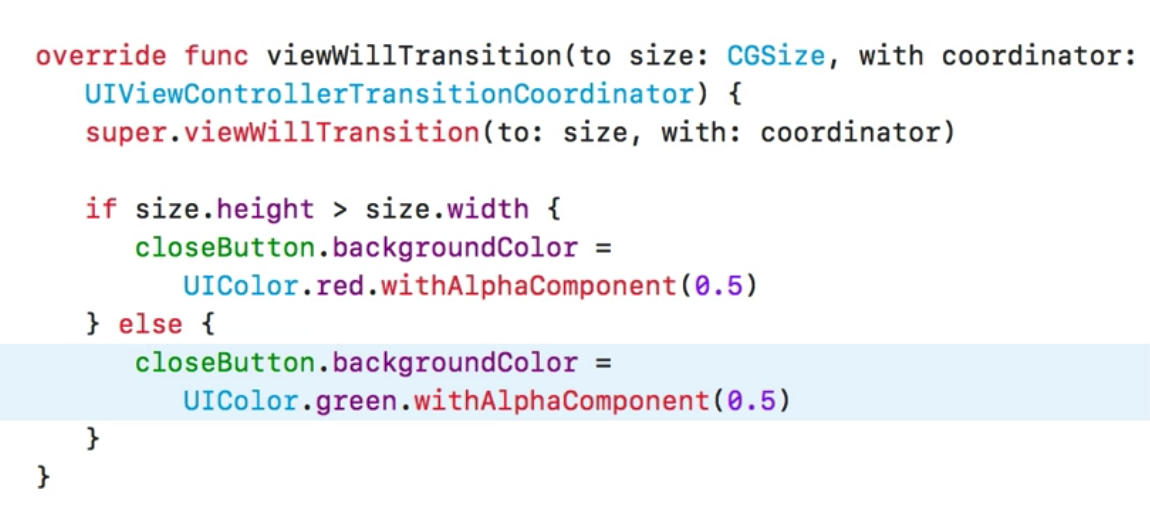 override func viewWillTransition(to size: CGSize, with coordinator:
UIViewControllerTransitionCoordinator) {
super.viewWillTransition(to: size, with: coordinator)
if size.height > size.width {
closeButton.backgroundColor =
UIColor.red.withAlphaComponent(0.5)
} else {
closeButton.backgroundColor =
UIColor.green.withAlphaComponent(0.5)
}
}